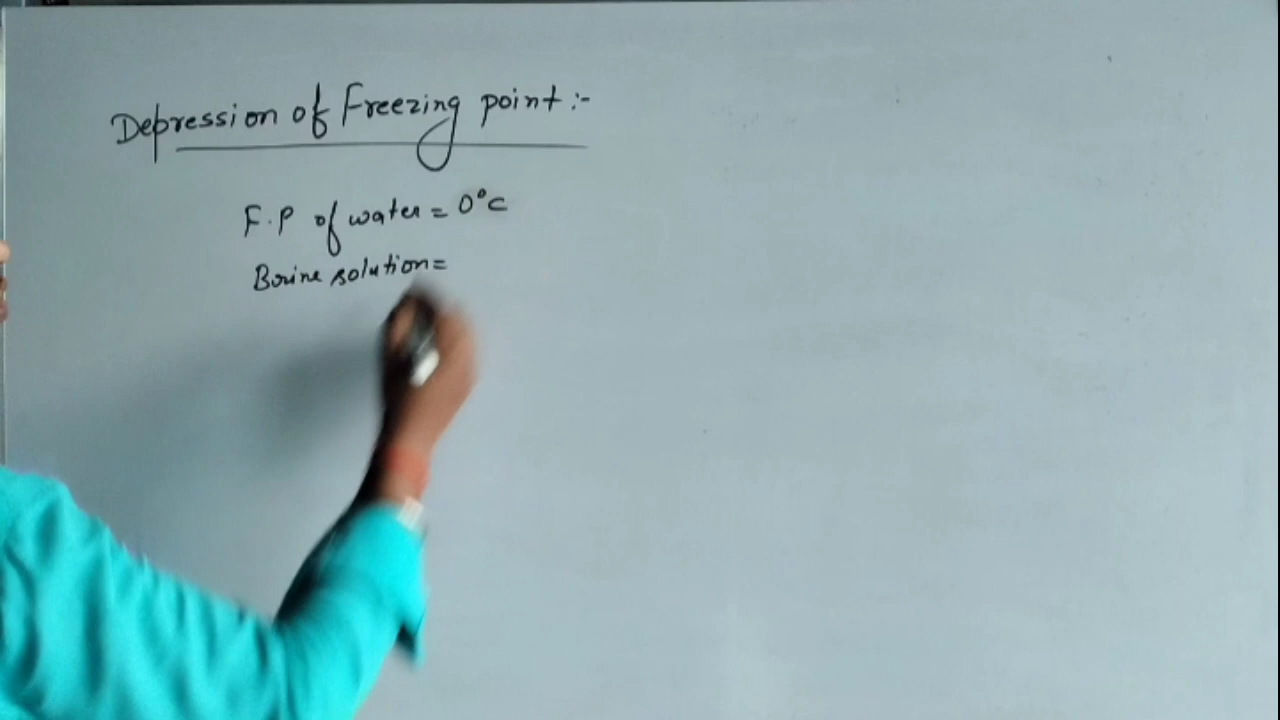 Depression of Freezing point :-
F.P of water = 0°c
Brine solution =